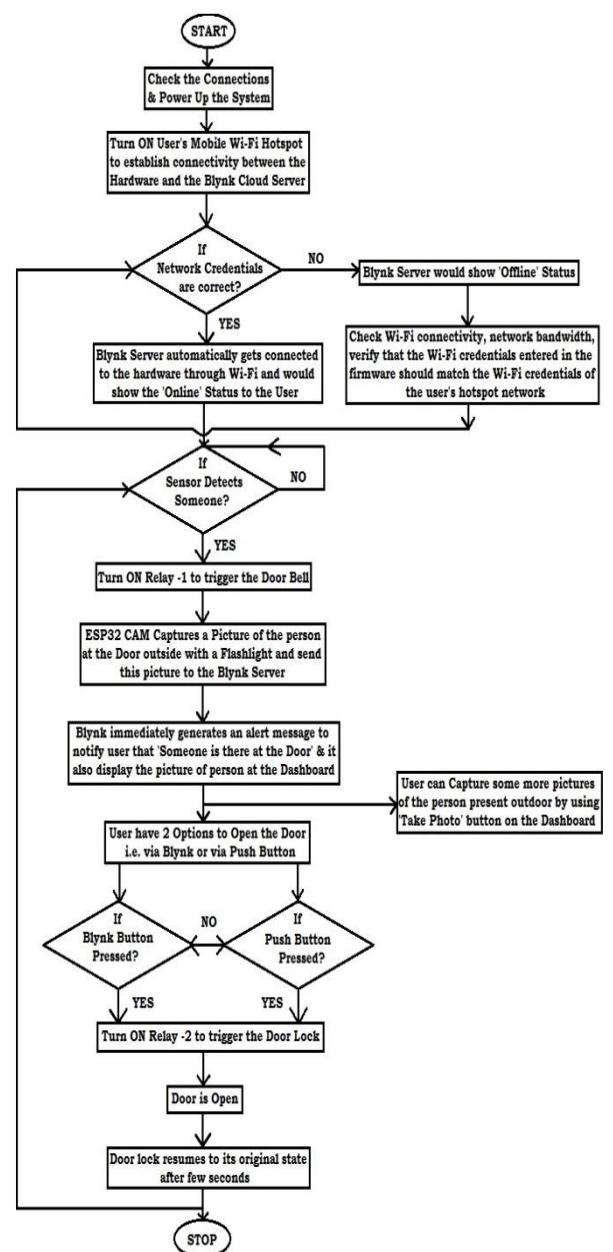 START
Check the Connections
& Power Up the System
Turn ON User's Mobile Wi-Fi Hotspot
to establish connectivity between the
Hardware and the Blynk Cloud Server
If
Network Credentials
are correct?
NO
Blynk Server would show 'Offline' Status
YES
Blynk Server automatically gets connected
to the hardware through Wi-Fi and would
show the 'Online' Status to the User
Check Wi-Fi connectivity, network bandwidth,
verify that the Wi-Fi credentials entered in the
firmware should match the Wi-Fi credentials of
the user's hotspot network
If
Sensor Detects
Someone?
NO
YES
Turn ON Relay -1 to trigger the Door Bell
ESP32 CAM Captures a Picture of the person
at the Door outside with a Flashlight and send
this picture to the Blynk Server
Blynk immediately generates an alert message to
notify user that 'Someone is there at the Door' & it
also display the picture of person at the Dashboard
User can Capture some more pictures
of the person present outdoor by using
'Take Photo' button on the Dashboard
User have 2 Options to Open the Door
i.e. via Blynk or via Push Button
If
Blynk Button
Pressed?
NO
If
Push Button
Pressed?
YES
YES
Turn ON Relay -2 to trigger the Door Lock
Door is Open
Door lock resumes to its original state
after few seconds
STOP